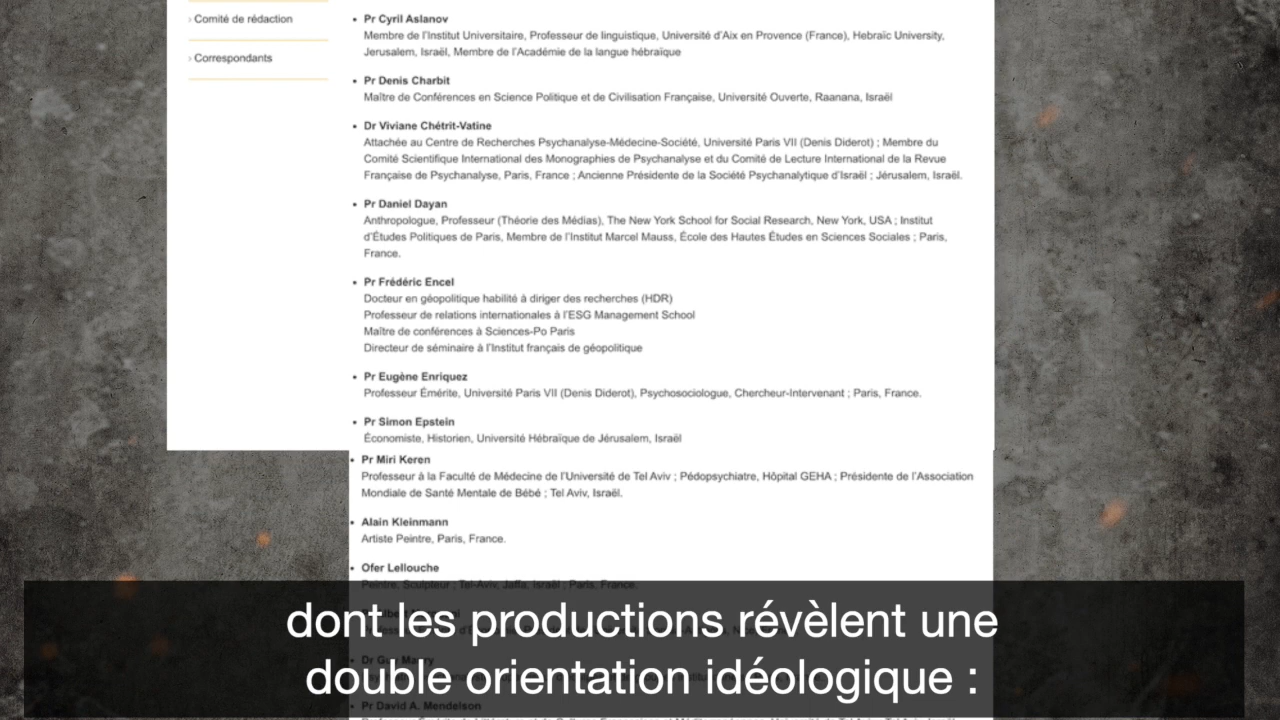 › Comité de rédaction
› Correspondants
• Pr Cyril Aslanov
Membre de l'Institut Universitaire, Professeur de linguistique, Université d'Aix en Provence (France), Hebraïc University,
Jerusalem, Israël, Membre de l'Académie de la langue hébraïque
• Pr Denis Charbit
Maître de Conférences en Science Politique et de Civilisation Française, Université Ouverte, Raanana, Israël
• Dr Viviane Chétrit-Vatine
Attachée au Centre de Recherches Psychanalyse-Médecine-Société, Université Paris VII (Denis Diderot) ; Membre du
Comité Scientifique International des Monographies de Psychanalyse et du Comité de Lecture International de la Revue
Française de Psychanalyse, Paris, France ; Ancienne Présidente de la Société Psychanalytique d'Israël ; Jérusalem, Israël.
• Pr Daniel Dayan
Anthropologue, Professeur (Théorie des Médias), The New York School for Social Research, New York, USA ; Institut
d'Études Politiques de Paris, Membre de l'Institut Marcel Mauss, École des Hautes Études en Sciences Sociales ; Paris,
France.
• Pr Frédéric Encel
Docteur en géopolitique habilité à diriger des recherches (HDR)
Professeur de relations internationales à l'ESG Management School
Maître de conférences à Sciences-Po Paris
Directeur de séminaire à l'Institut français de géopolitique
• Pr Eugène Enriquez
Professeur Émérite, Université Paris VII (Denis Diderot), Psychosociologue, Chercheur-Intervenant ; Paris, France.
• Pr Simon Epstein
Économiste, Historien, Université Hébraïque de Jérusalem, Israël
• Pr Miri Keren
Professeur à la Faculté de Médecine de l'Université de Tel Aviv ; Pédopsychiatre, Hôpital GEHA ; Présidente de l'Association
Mondiale de Santé Mentale de Bébé ; Tel Aviv, Israël.
• Alain Kleinmann
Artiste Peintre, Paris, France.
• Ofer Lellouche
Peintre, Sculpteur ; Tel-Aviv, Jaffa, Israël ; Paris, France.
dont les productions révèlent une
double orientation idéologique :
• Pr David A. Mendelson